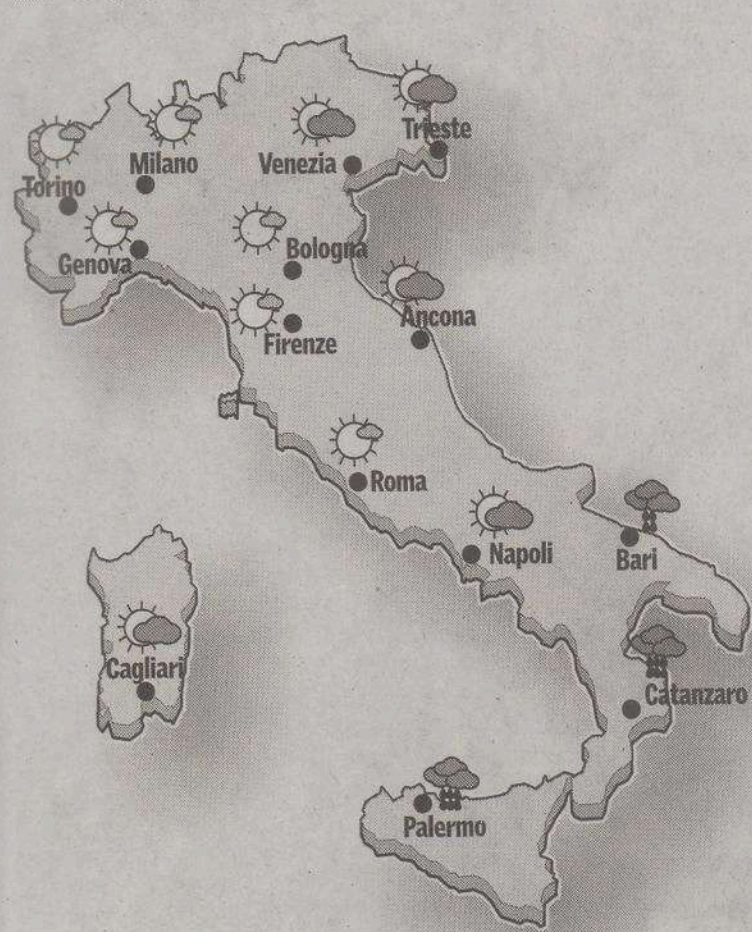 Trieste
Milano
Venezia
Torino
Bologna
Genova
Ancona
Firenze
Roma
Napoli
Bari
Cagliari
Catanzaro
Palermo